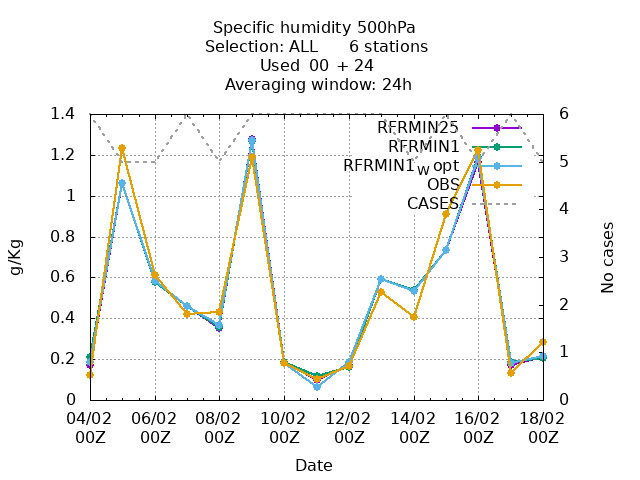 Specific humidity 500hPa
Selection: ALL 6 stations
Used 00 + 24
Averaging window: 24h
RFRMIN25
RFRMIN1
RFRMIN1w opt
OBS
CASES
1.4
1.2
1
0.8
0.6
0.4
0.2
0
g/Kg
6
5
4
3
2
1
0
No cases
04/02 06/02 08/02 10/02 12/02 14/02 16/02 18/02
00Z 00Z 00Z 00Z 00Z 00Z 00Z 00Z
Date